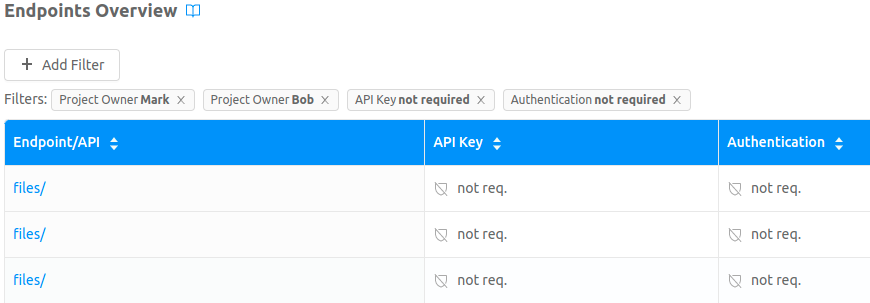 Endpoints Overview
+ Add Filter
Filters: Project Owner Mark × Project Owner Bob × API Key not required × Authentication not required ×
Endpoint/API API Key Authentication
files/ not req. not req.
files/ not req. not req.
files/ not req. not req.